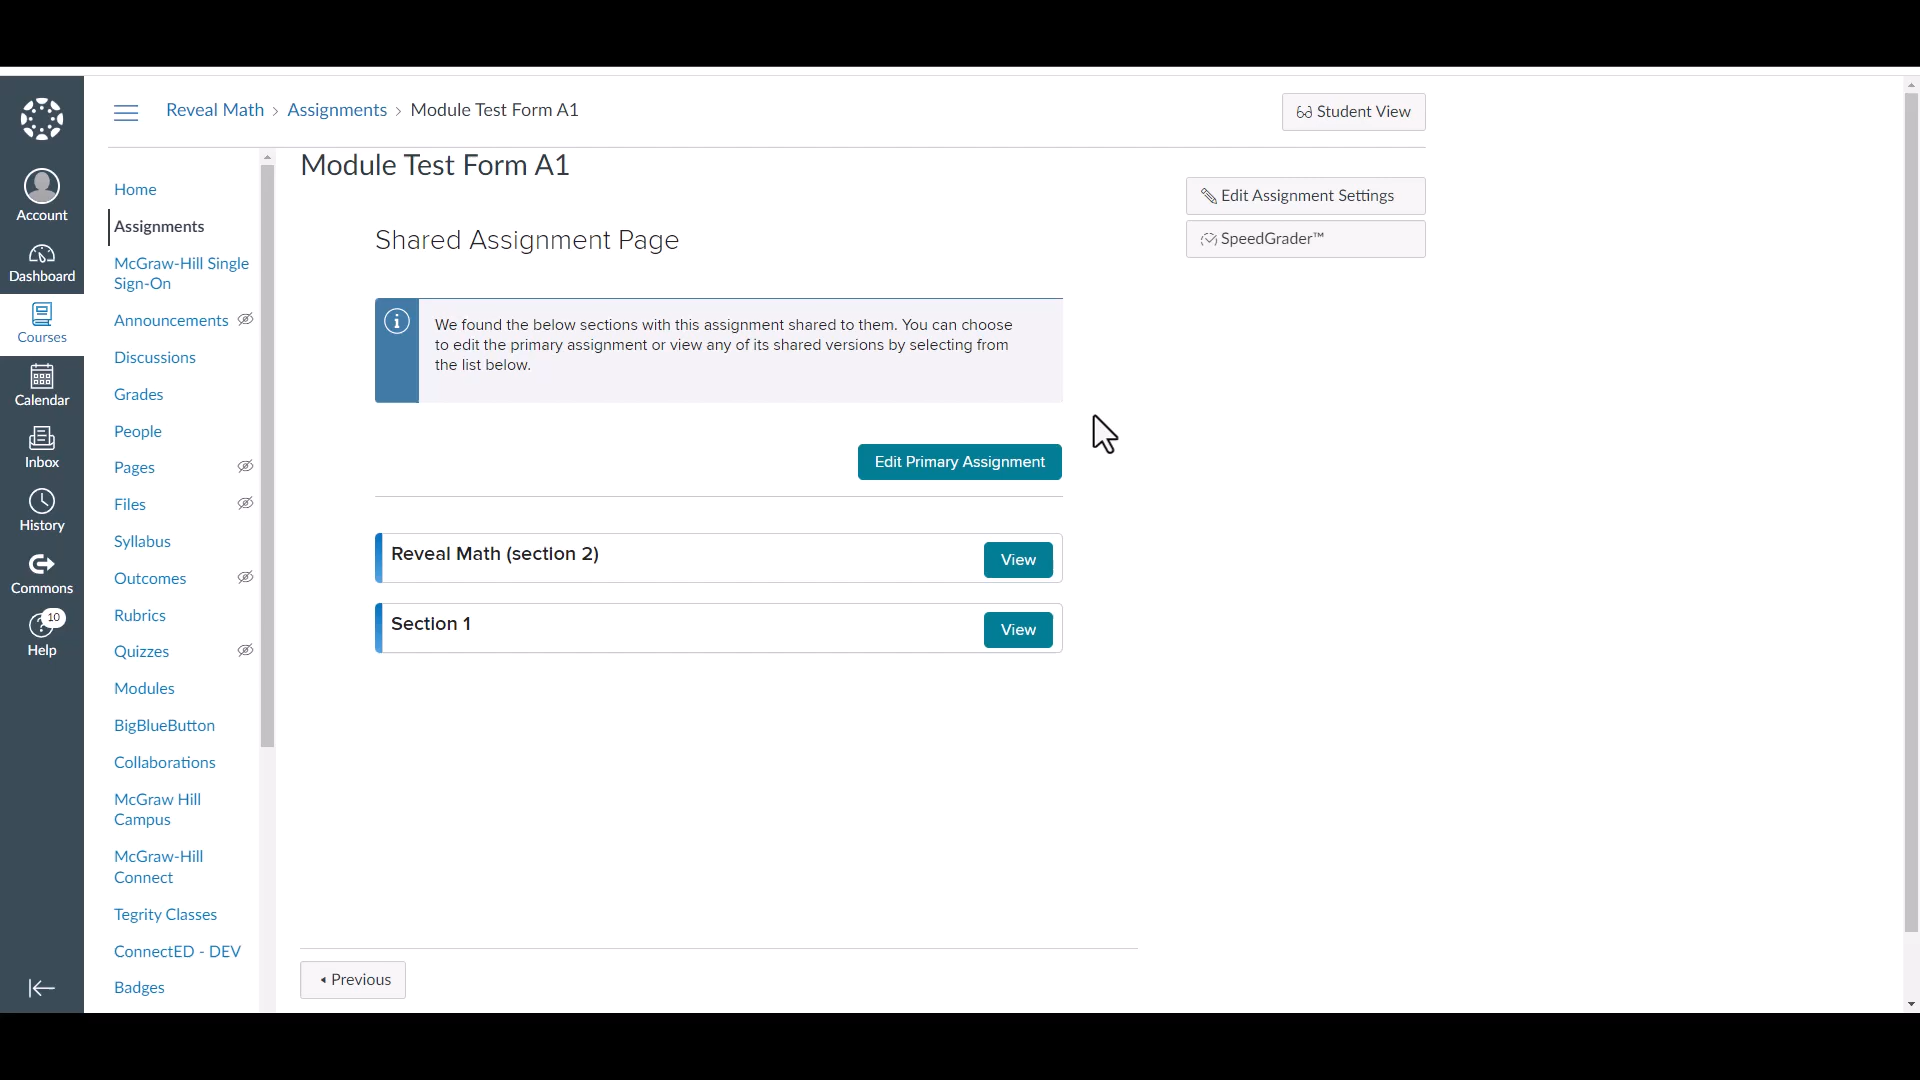 Reveal Math › Assignments › Module Test Form A1
Student View
Account
Dashboard
Courses
Calendar
Inbox
History
Commons
10
Help
Home
Assignments
McGraw-Hill Single
Sign-On
Announcements
Discussions
Grades
People
Pages
Files
Syllabus
Outcomes
Rubrics
Quizzes
Modules
BigBlueButton
Collaborations
McGraw Hill
Campus
McGraw-Hill
Connect
Tegrity Classes
ConnectED - DEV
Badges
Module Test Form A1
Shared Assignment Page
We found the below sections with this assignment shared to them. You can choose
to edit the primary assignment or view any of its shared versions by selecting from
the list below.
Edit Primary Assignment
Reveal Math (section 2)
View
Section 1
View
Previous
Edit Assignment Settings
SpeedGrader™